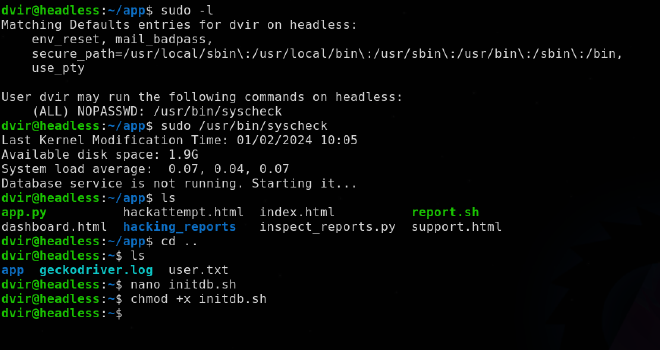 dvir@headless:~/app$ sudo -l
Matching Defaults entries for dvir on headless:
    env_reset, mail_badpass,
    secure_path=/usr/local/sbin\:/usr/local/bin\:/usr/sbin\:/usr/bin\:/sbin\:/bin,
    use_pty

User dvir may run the following commands on headless:
    (ALL) NOPASSWD: /usr/bin/syscheck
dvir@headless:~/app$ sudo /usr/bin/syscheck
Last Kernel Modification Time: 01/02/2024 10:05
Available disk space: 1.9G
System load average:  0.07, 0.04, 0.07
Database service is not running. Starting it...
dvir@headless:~/app$ ls
app.py          hackattempt.html  index.html          report.sh
dashboard.html  hacking_reports   inspect_reports.py  support.html
dvir@headless:~/app$ cd ..
dvir@headless:~$ ls
app  geckodriver.log  user.txt
dvir@headless:~$ nano initdb.sh
dvir@headless:~$ chmod +x initdb.sh
dvir@headless:~$